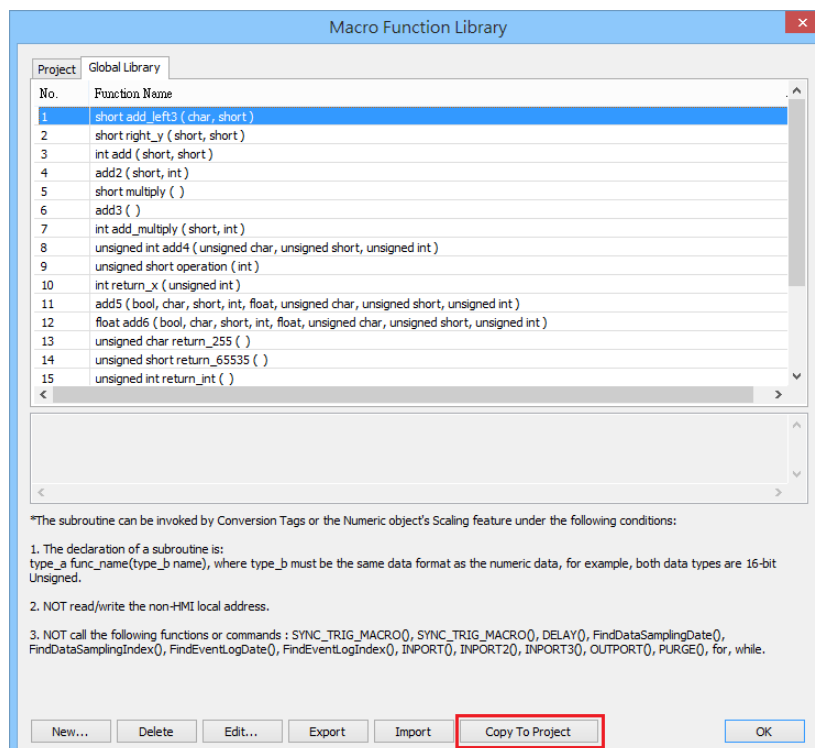 Macro Function Library
Project Global Library
No. Function Name
1 short add_left3 ( char, short )
2 short right_y ( short, short )
3 int add ( short, short )
4 add2 ( short, int )
5 short multiply ( )
6 add3 ( )
7 int add_multiply ( short, int )
8 unsigned int add4 ( unsigned char, unsigned short, unsigned int )
9 unsigned short operation ( int )
10 int return_x ( unsigned int )
11 add5 ( bool, char, short, int, float, unsigned char, unsigned short, unsigned int )
12 float add6 ( bool, char, short, int, float, unsigned char, unsigned short, unsigned int )
13 unsigned char return_255 ( )
14 unsigned short return_65535 ( )
15 unsigned int return_int ( )
*The subroutine can be invoked by Conversion Tags or the Numeric object's Scaling feature under the following conditions:
1. The declaration of a subroutine is:
type_a func_name(type_b name), where type_b must be the same data format as the numeric data, for example, both data types are 16-bit
Unsigned.
2. NOT read/write the non-HMI local address.
3. NOT call the following functions or commands : SYNC_TRIG_MACRO(), SYNC_TRIG_MACRO(), DELAY(), FindDataSamplingDate(),
FindDataSamplingIndex(), FindEventLogDate(), FindEventLogIndex(), INPORT(), INPORT2(), INPORT3(), OUTPORT(), PURGE(), for, while.
New... Delete Edit... Export Import Copy To Project OK